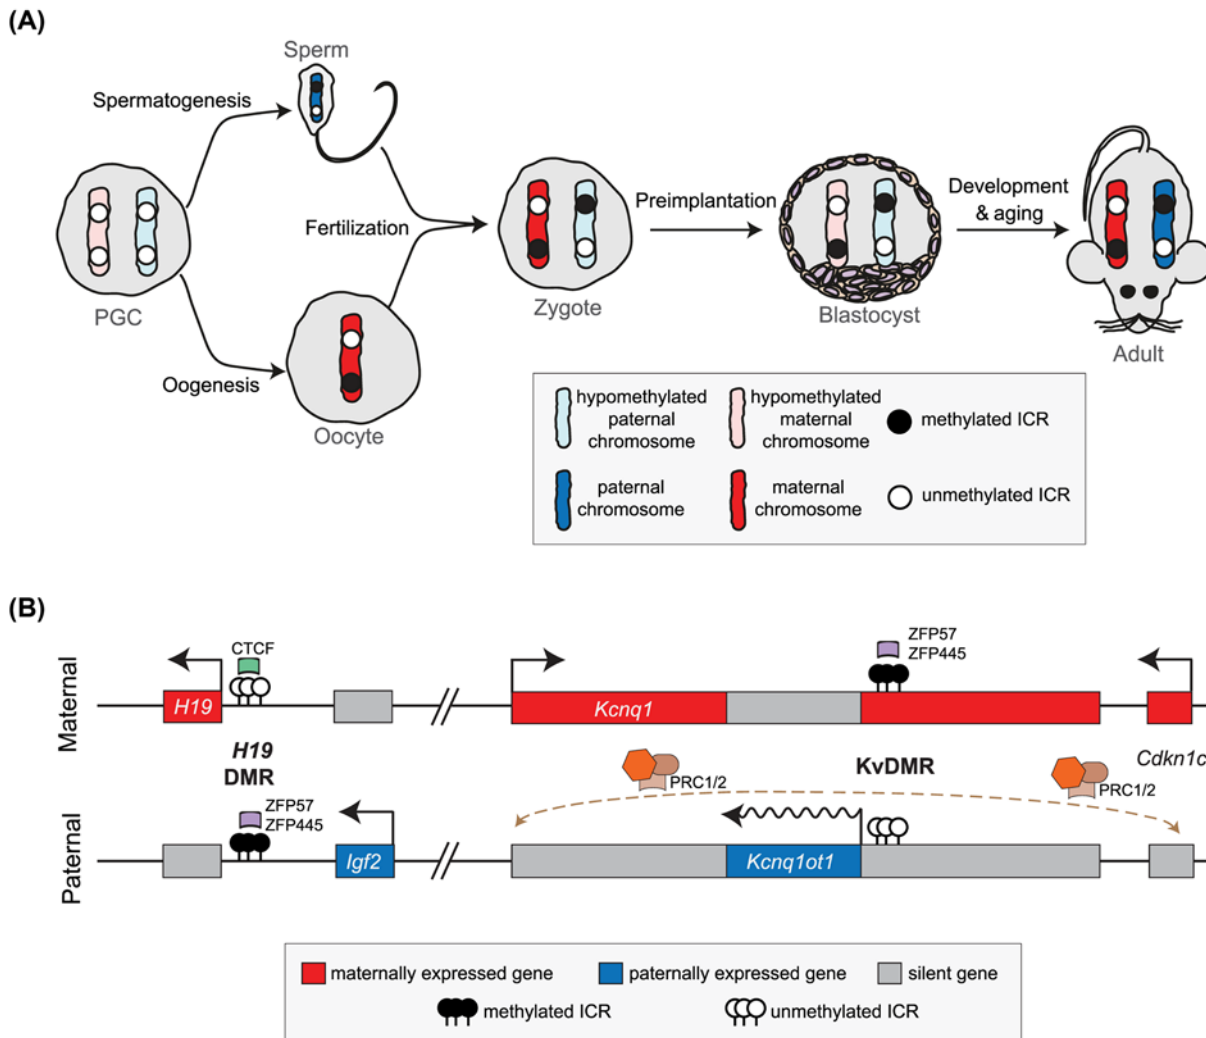 (A)
Sperm
Spermatogenesis
PGC
Fertilization
Oogenesis
Oocyte
Zygote
Preimplantation
Blastocyst
Development
& aging
Adult
hypomethylated
paternal
chromosome
hypomethylated
maternal
chromosome
methylated ICR
paternal
chromosome
maternal
chromosome
unmethylated ICR
(B)
Maternal
CTCF
H19
Kcnq1
ZFP57
ZFP445
H19
DMR
PRC1/2
KvDMR
PRC1/2
Cdkn1c
Paternal
ZFP57
ZFP445
Igf2
Kcnq1ot1
maternally expressed gene
paternally expressed gene
silent gene
methylated ICR
unmethylated ICR